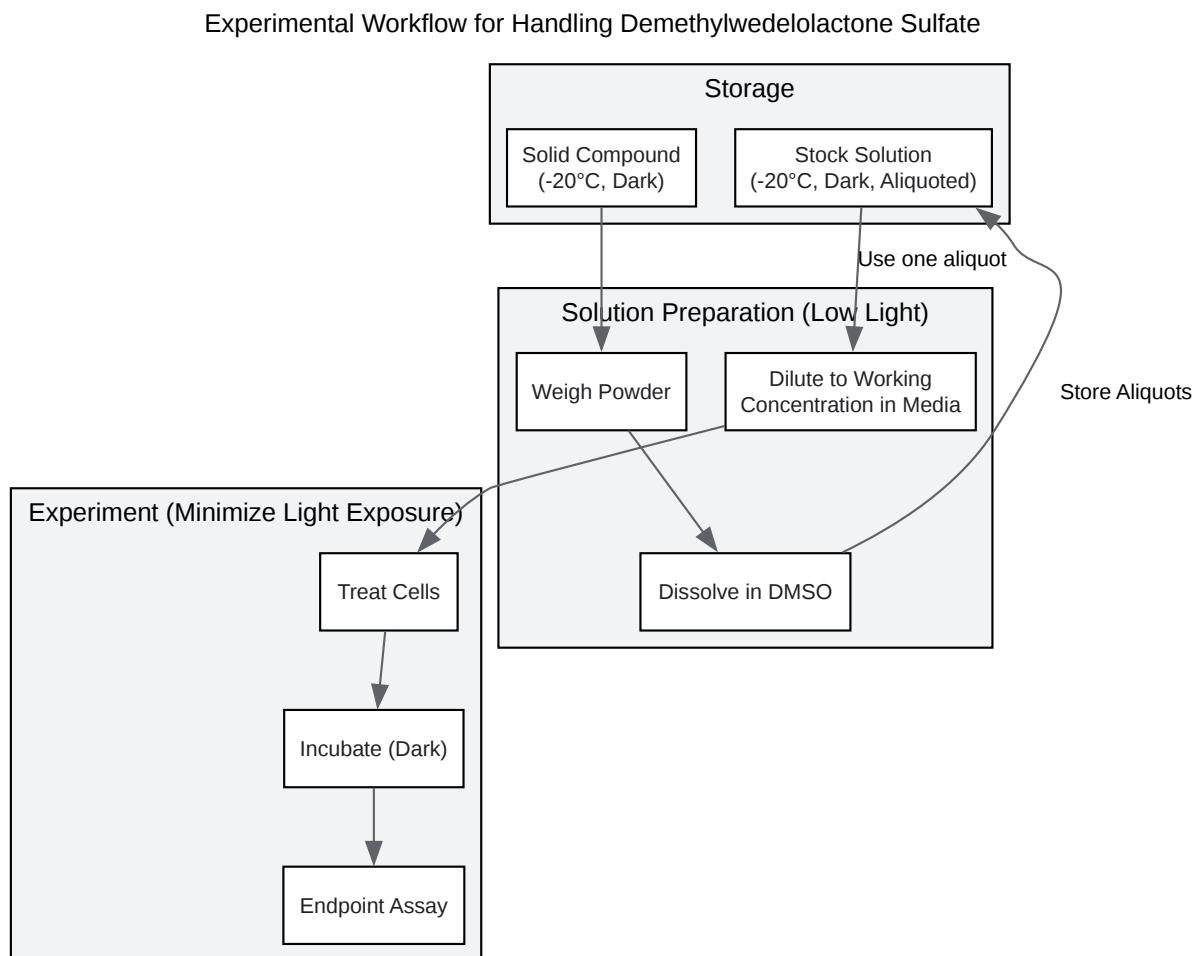 Experimental Workflow for Handling Demethylwedelolactone Sulfate
Storage
Solid Compound
(-20°C, Dark)
Stock Solution
(-20°C, Dark, Aliquoted)
Use one aliquot
Solution Preparation (Low Light)
Weigh Powder
Dilute to Working
Concentration in Media
Store Aliquots
Experiment (Minimize Light Exposure)
Treat Cells
Dissolve in DMSO
Incubate (Dark)
Endpoint Assay